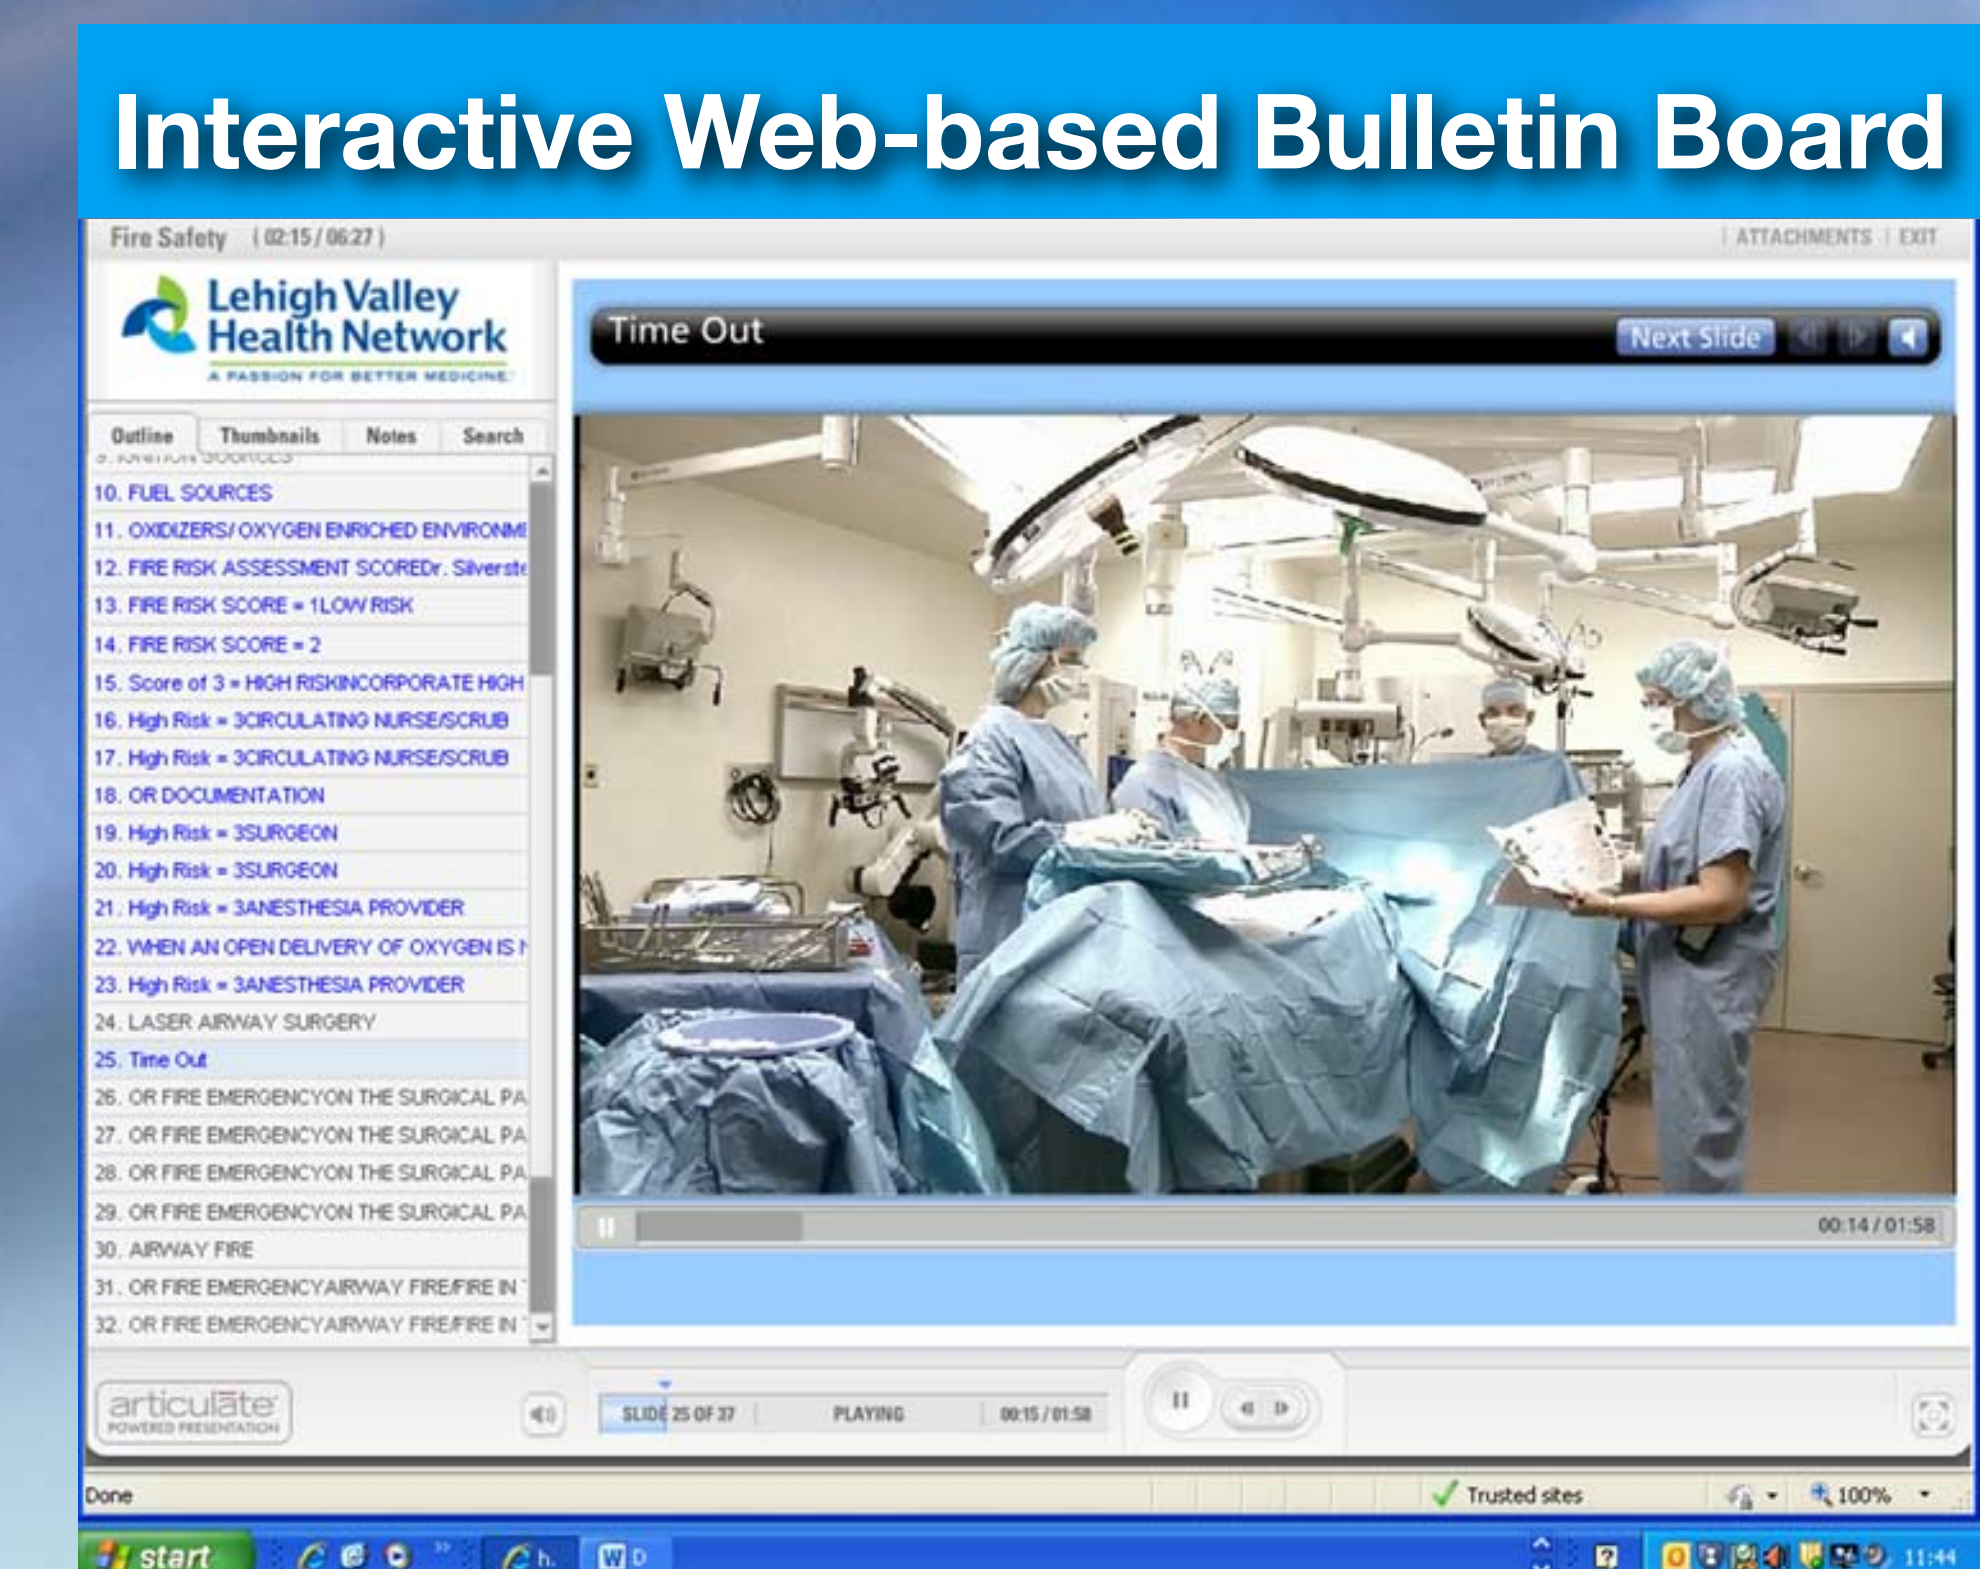 Interactive Web-based Bulletin Board
Fire Safety ( 02:15 / 06:27 )
ATTACHMENTS | EXIT
Lehigh Valley
Health Network
A PASSION FOR BETTER MEDICINE.
Time Out
Next Slide
Outline Thumbnails Notes Search
9. IGNITION SOURCES
10. FUEL SOURCES
11. OXIDIZERS/ OXYGEN ENRICHED ENVIRONME
12. FIRE RISK ASSESSMENT SCOREDr. Silverste
13. FIRE RISK SCORE = 1LOW RISK
14. FIRE RISK SCORE = 2
15. Score of 3 = HIGH RISKINCORPORATE HIGH
16. High Risk = 3CIRCULATING NURSE/SCRUB
17. High Risk = 3CIRCULATING NURSE/SCRUB
18. OR DOCUMENTATION
19. High Risk = 3SURGEON
20. High Risk = 3SURGEON
21. High Risk = 3ANESTHESIA PROVIDER
22. WHEN AN OPEN DELIVERY OF OXYGEN IS N
23. High Risk = 3ANESTHESIA PROVIDER
24. LASER AIRWAY SURGERY
25. Time Out
26. OR FIRE EMERGENCYON THE SURGICAL PA
27. OR FIRE EMERGENCYON THE SURGICAL PA
28. OR FIRE EMERGENCYON THE SURGICAL PA
29. OR FIRE EMERGENCYON THE SURGICAL PA
30. AIRWAY FIRE
31. OR FIRE EMERGENCYAIRWAY FIRE/FIRE IN T
32. OR FIRE EMERGENCYAIRWAY FIRE/FIRE IN T
00:14 / 01:58
articulate
POWERED PRESENTATION
SLIDE 25 OF 37 PLAYING 00:15 / 01:58
Done
Trusted sites
100%
start
h.
D
11:44